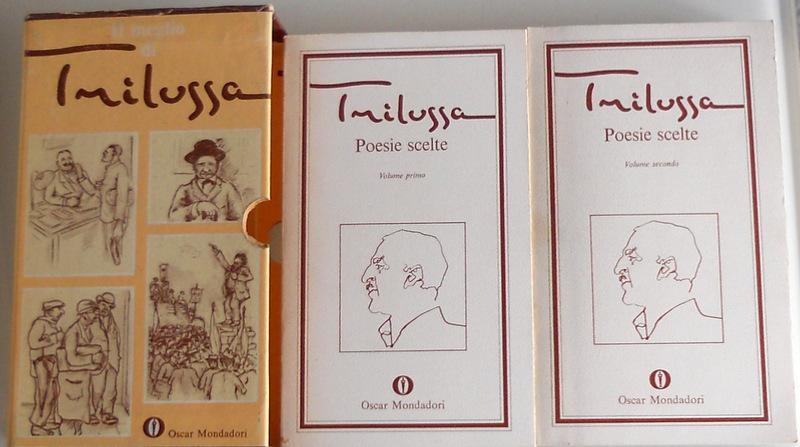 Il meglio
di
Trilussa
Oscar Mondadori
Trilussa
Poesie scelte
Volume primo
Oscar Mondadori
Trilussa
Poesie scelte
Volume secondo
Oscar Mondadori